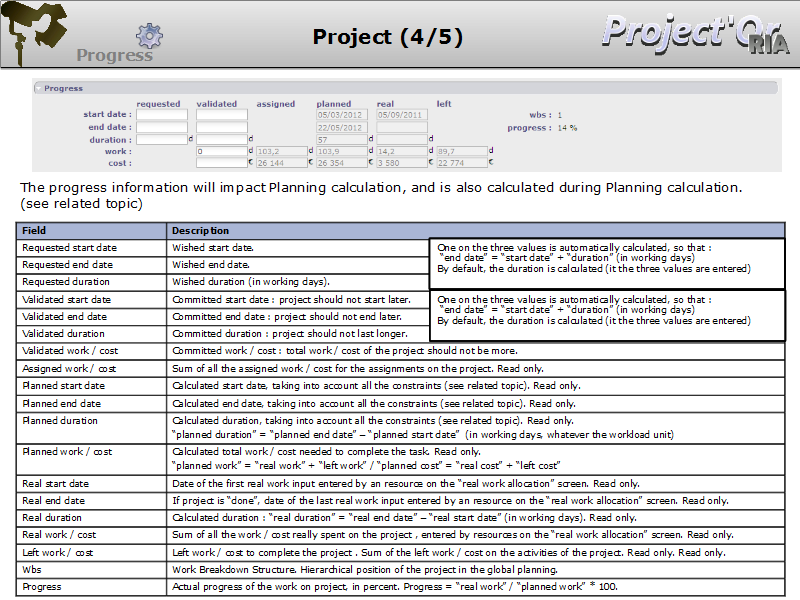 Project (4/5)
Progress
Project'Or
RIA
Progress
requested validated assigned planned real left
start date : 05/03/2012 05/09/2011 wbs : 1
end date : 22/05/2012 progress : 14 %
duration : d d 57 d d
work : 0 d 103,2 d 103,9 d 14,2 d 89,7 d
cost : € 26 144 € 26 354 € 3 580 € 22 774 €
The progress information will impact Planning calculation, and is also calculated during Planning calculation.
(see related topic)
Field Description
Requested start date Wished start date.
Requested end date Wished end date.
Requested duration Wished duration (in working days).
One on the three values is automatically calculated, so that :
“end date” = “start date” + “duration” (in working days)
By default, the duration is calculated (it the three values are entered)
Validated start date Committed start date : project should not start later.
Validated end date Committed end date : project should not end later.
Validated duration Committed duration : project should not last longer.
One on the three values is automatically calculated, so that :
“end date” = “start date” + “duration” (in working days)
By default, the duration is calculated (it the three values are entered)
Validated work / cost Committed work / cost : total work / cost of the project should not be more.
Assigned work / cost Sum of all the assigned work / cost for the assignments on the project. Read only.
Planned start date Calculated start date, taking into account all the constraints (see related topic). Read only.
Planned end date Calculated end date, taking into account all the constraints (see related topic). Read only.
Planned duration Calculated duration, taking into account all the constraints (see related topic). Read only.
“planned duration” = “planned end date” – “planned start date” (in working days, whatever the workload unit)
Planned work / cost Calculated total work / cost needed to complete the task. Read only.
“planned work” = “real work” + “left work” / “planned cost” = “real cost” + “left cost”
Real start date Date of the first real work input entered by an resource on the “real work allocation” screen. Read only.
Real end date If project is “done”, date of the last real work input entered by an resource on the “real work allocation” screen. Read only.
Real duration Calculated duration : “real duration” = “real end date” – “real start date” (in working days). Read only.
Real work / cost Sum of all the work / cost really spent on the project , entered by resources on the “real work allocation” screen. Read only.
Left work / cost Left work / cost to complete the project . Sum of the left work / cost on the activities of the project. Read only. Read only.
Wbs Work Breakdown Structure. Hierarchical position of the project in the global planning.
Progress Actual progress of the work on project, in percent. Progress = “real work” / “planned work” * 100.